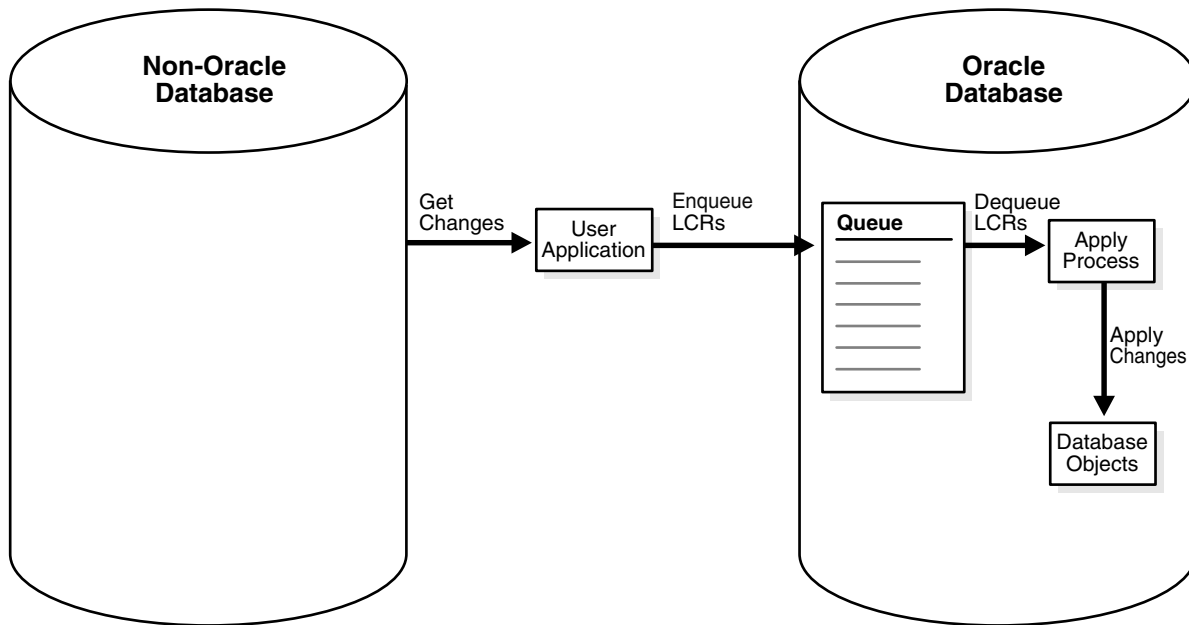 Non-Oracle
Database
Oracle
Database
Get
Changes
User
Application
Enqueue
LCRs
Queue
Dequeue
LCRs
Apply
Process
Apply
Changes
Database
Objects